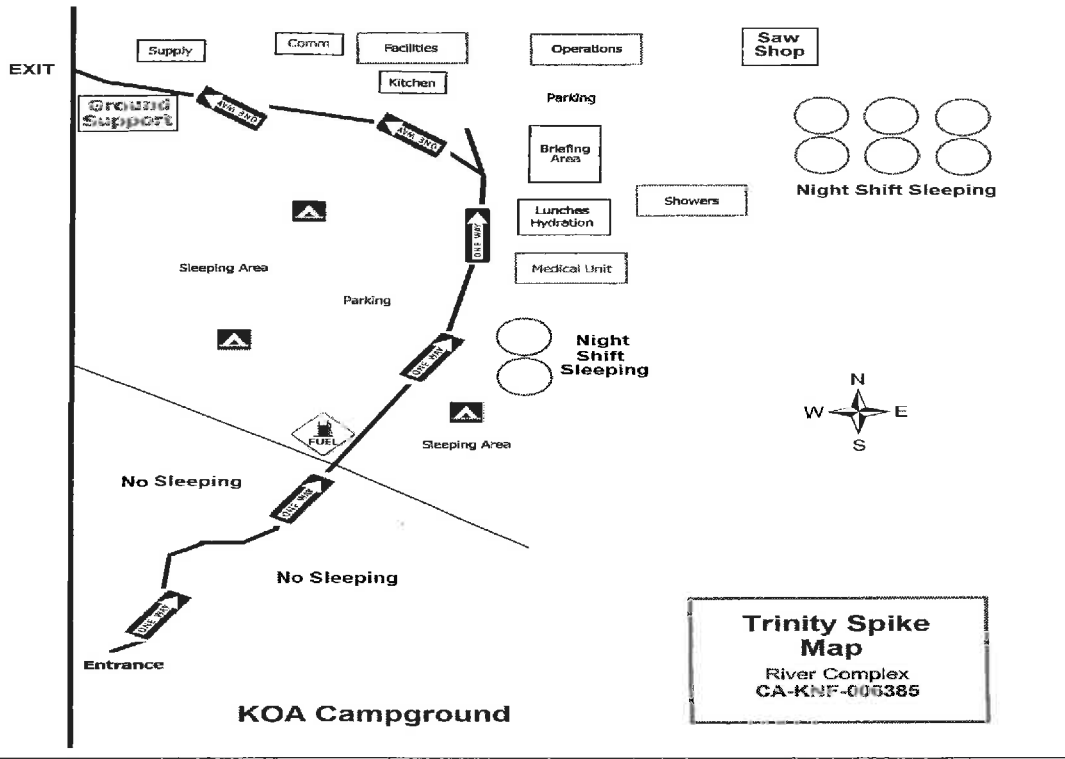 Supply
Comm
Facilities
Operations
Saw
Shop
EXIT
Kitchen
Parking
Ground
Support
ONE WAY
ONE WAY
Briefing
Area
Night Shift Sleeping
Showers
Lunches
Hydration
ONE WAY
Medical Unit
Sleeping Area
Parking
Night
Shift
Sleeping
ONE WAY
N
W
E
S
FUEL
Sleeping Area
No Sleeping
ONE WAY
No Sleeping
ONE WAY
Entrance
Trinity Spike
Map
River Complex
CA-KNF-006385
KOA Campground